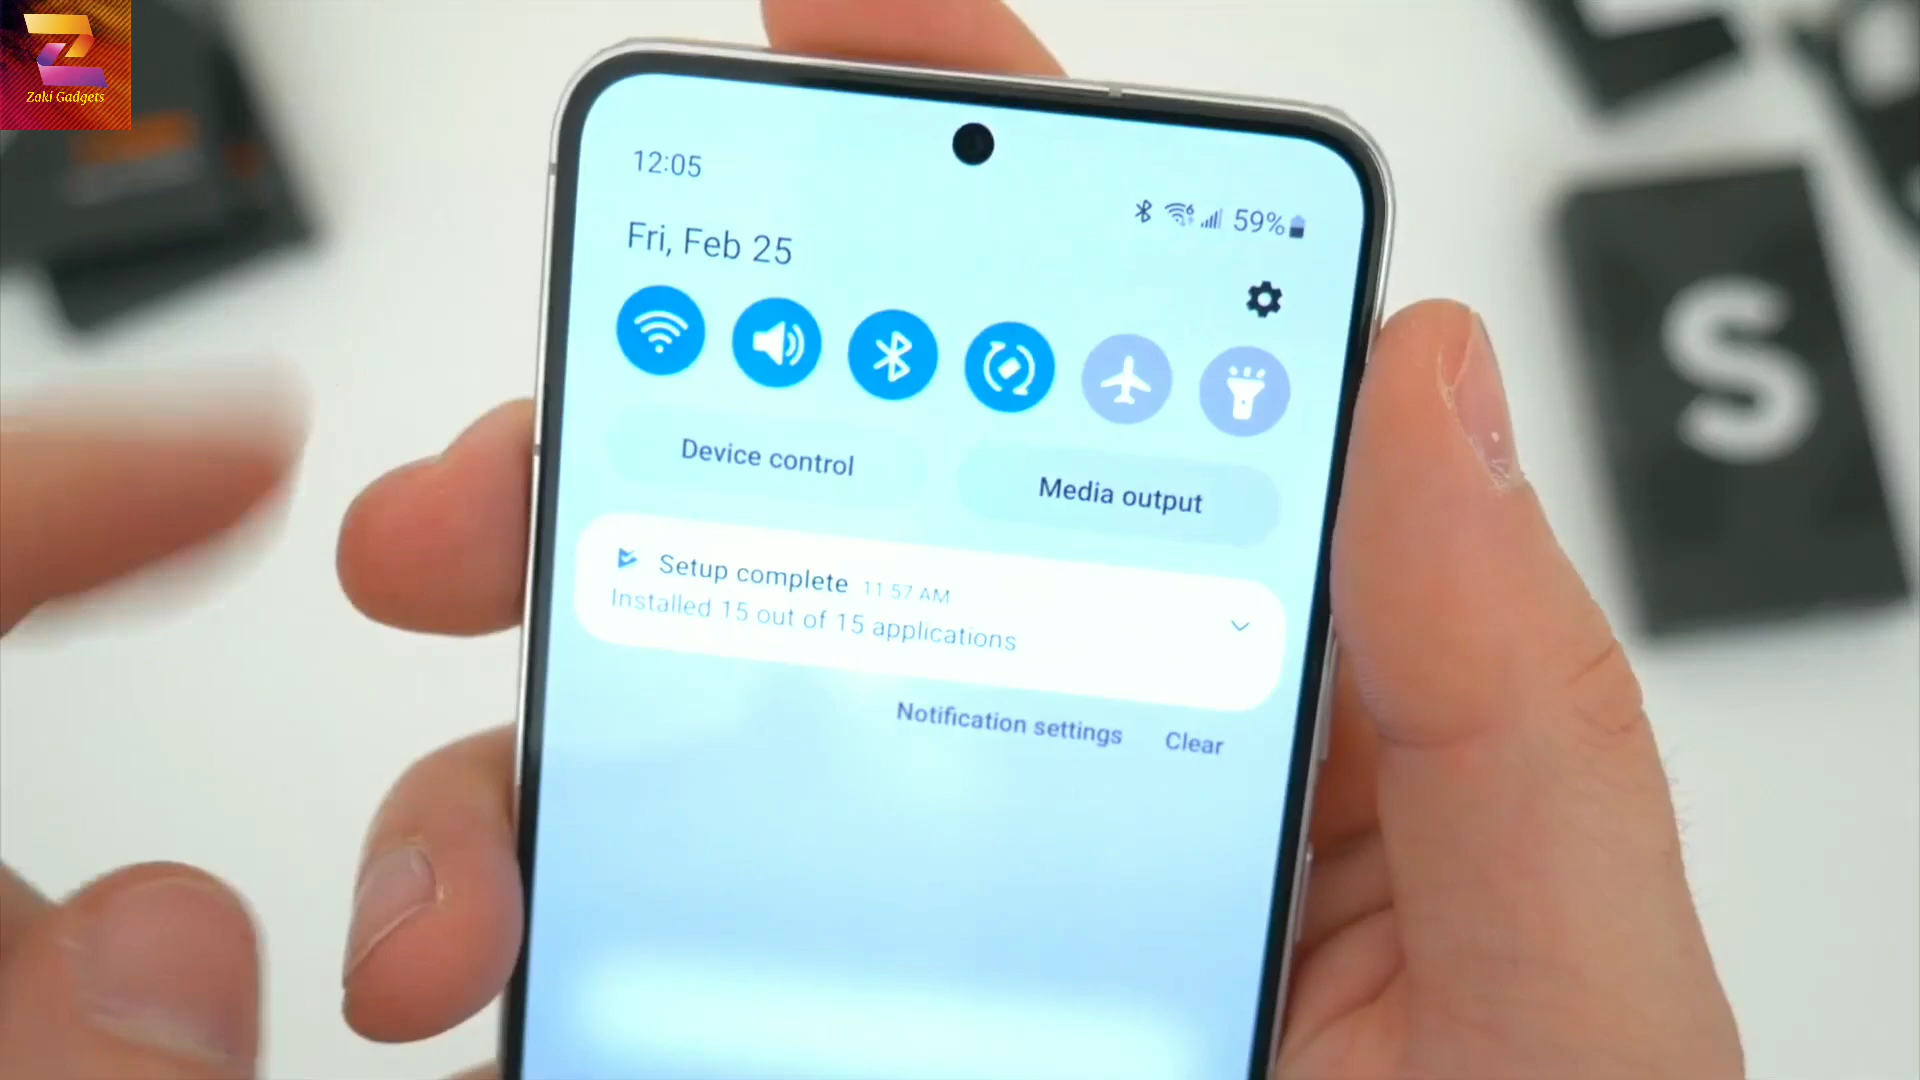 Zaki Gadgets
12:05
59%
Fri, Feb 25
Device control
Media output
Setup complete 11:57 AM
Installed 15 out of 15 applications
Notification settings Clear
S